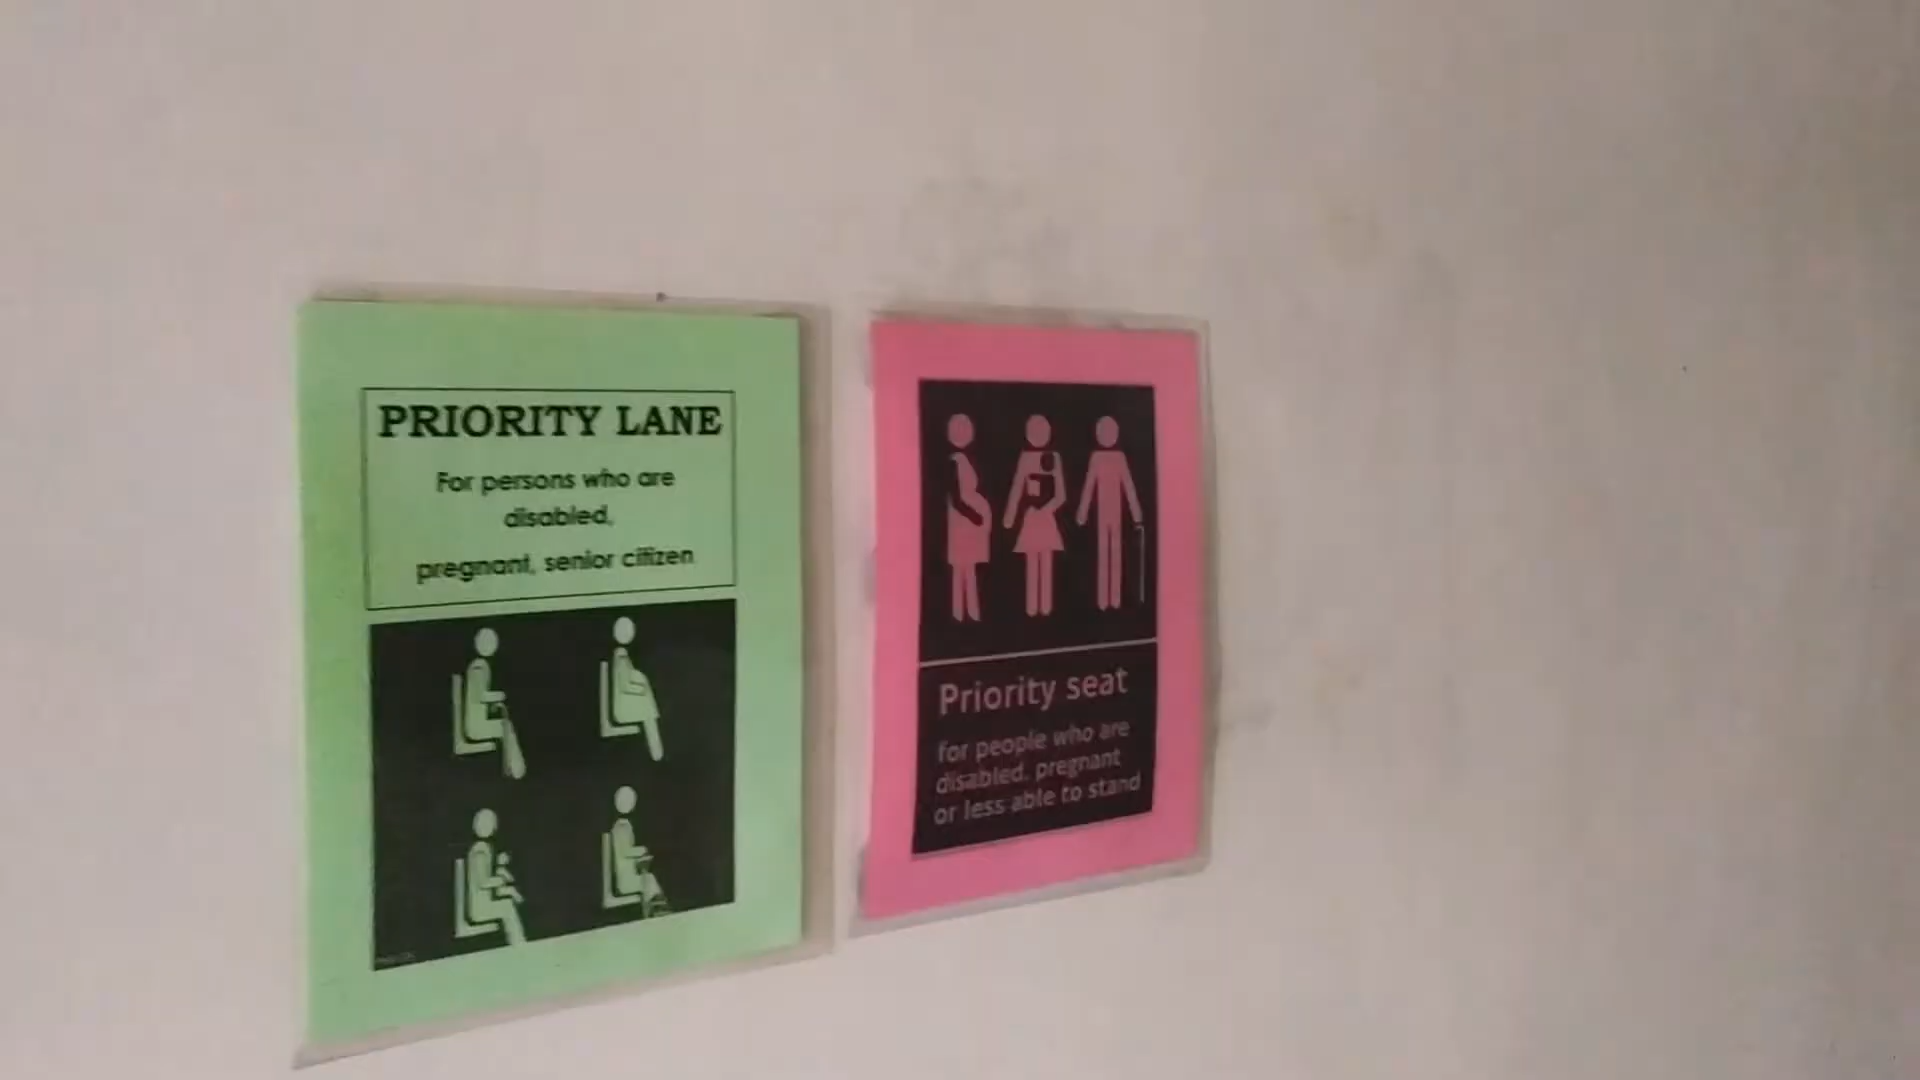 PRIORITY LANE
For persons who are
disabled,
pregnant, senior citizen
Priority seat
for people who are
disabled, pregnant
or less able to stand